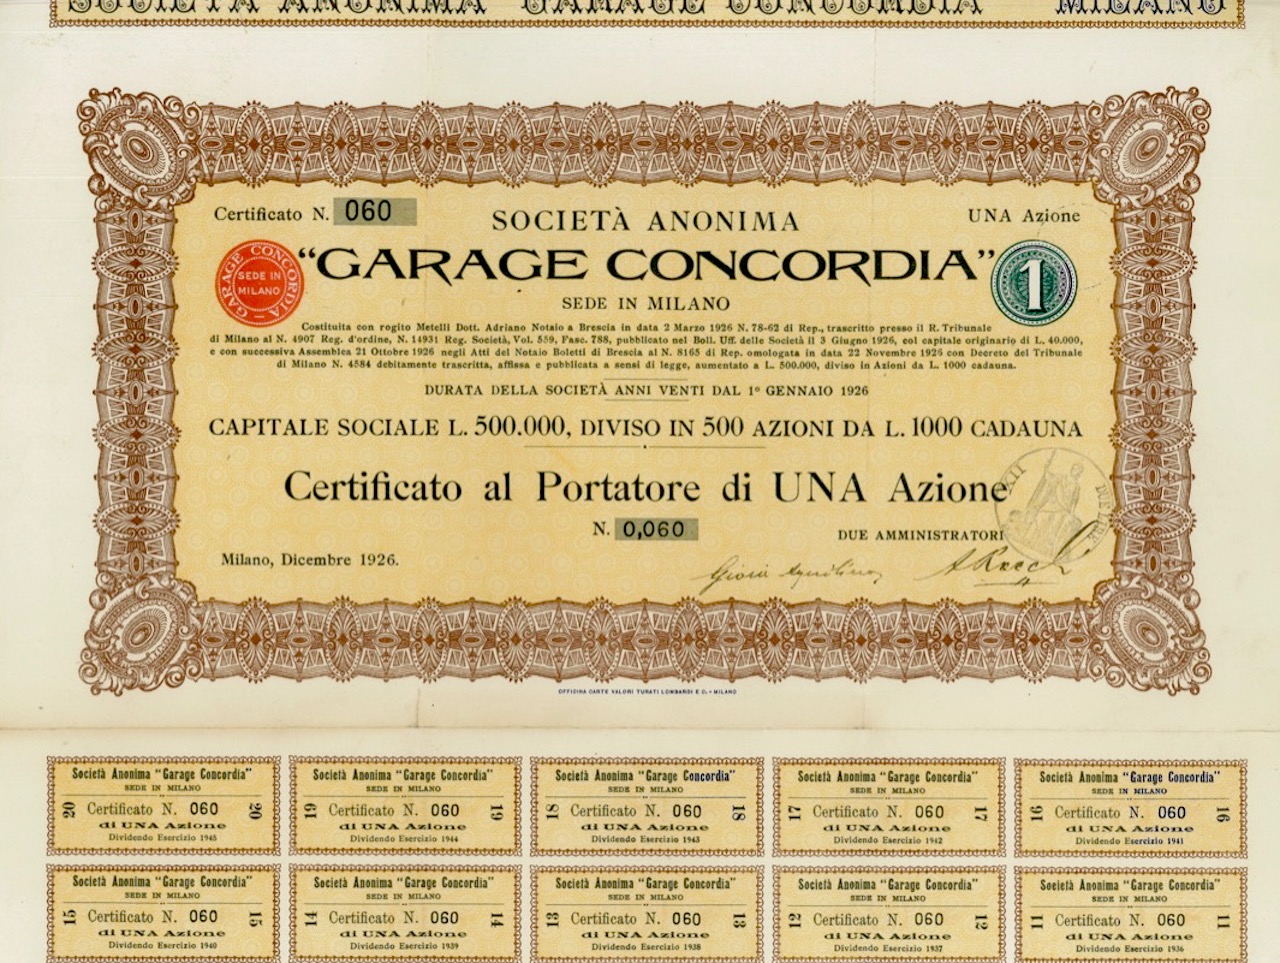 SOCIETÀ ANONIMA GARAGE CONCORDIA MILANO
Certificato N. 060
SOCIETÀ ANONIMA
UNA Azione
"GARAGE CONCORDIA"
GARAGE CONCORDIA
SEDE IN
MILANO
1
SEDE IN MILANO
Costituita con rogito Metelli Dott. Adriano Notaio a Brescia in data 2 Marzo 1926 N. 78-62 di Rep., trascritto presso il R. Tribunale
di Milano al N. 4907 Reg. d'ordine, N. 14931 Reg. Società, Vol. 559, Fasc. 788, pubblicato nel Boll. Uff. delle Società il 3 Giugno 1926, col capitale originario di L. 40.000,
e con successiva Assemblea 21 Ottobre 1926 negli Atti del Notaio Boletti di Brescia al N. 8165 di Rep. omologata in data 22 Novembre 1926 con Decreto del Tribunale
di Milano N. 4584 debitamente trascritta, affissa e pubblicata a sensi di legge, aumentato a L. 500.000, diviso in Azioni da L. 1000 cadauna.
DURATA DELLA SOCIETÀ ANNI VENTI DAL 1º GENNAIO 1926
CAPITALE SOCIALE L. 500.000, DIVISO IN 500 AZIONI DA L. 1000 CADAUNA
Certificato al Portatore di UNA Azione
N. 0,060
DUE AMMINISTRATORI
Milano, Dicembre 1926.
OFFICINA CARTE VALORI TURATI LOMBARDI E C. - MILANO
Società Anonima "Garage Concordia"
SEDE IN MILANO
20 Certificato N. 060 20
di UNA Azione
Dividendo Esercizio 1945
Società Anonima "Garage Concordia"
SEDE IN MILANO
19 Certificato N. 060 19
di UNA Azione
Dividendo Esercizio 1944
Società Anonima "Garage Concordia"
SEDE IN MILANO
18 Certificato N. 060 18
di UNA Azione
Dividendo Esercizio 1943
Società Anonima "Garage Concordia"
SEDE IN MILANO
17 Certificato N. 060 17
di UNA Azione
Dividendo Esercizio 1942
Società Anonima "Garage Concordia"
SEDE IN MILANO
16 Certificato N. 060 16
di UNA Azione
Dividendo Esercizio 1941
Società Anonima "Garage Concordia"
SEDE IN MILANO
15 Certificato N. 060 15
di UNA Azione
Dividendo Esercizio 1940
Società Anonima "Garage Concordia"
SEDE IN MILANO
14 Certificato N. 060 14
di UNA Azione
Dividendo Esercizio 1939
Società Anonima "Garage Concordia"
SEDE IN MILANO
13 Certificato N. 060 13
di UNA Azione
Dividendo Esercizio 1938
Società Anonima "Garage Concordia"
SEDE IN MILANO
12 Certificato N. 060 12
di UNA Azione
Dividendo Esercizio 1937
Società Anonima "Garage Concordia"
SEDE IN MILANO
11 Certificato N. 060 11
di UNA Azione
Dividendo Esercizio 1936